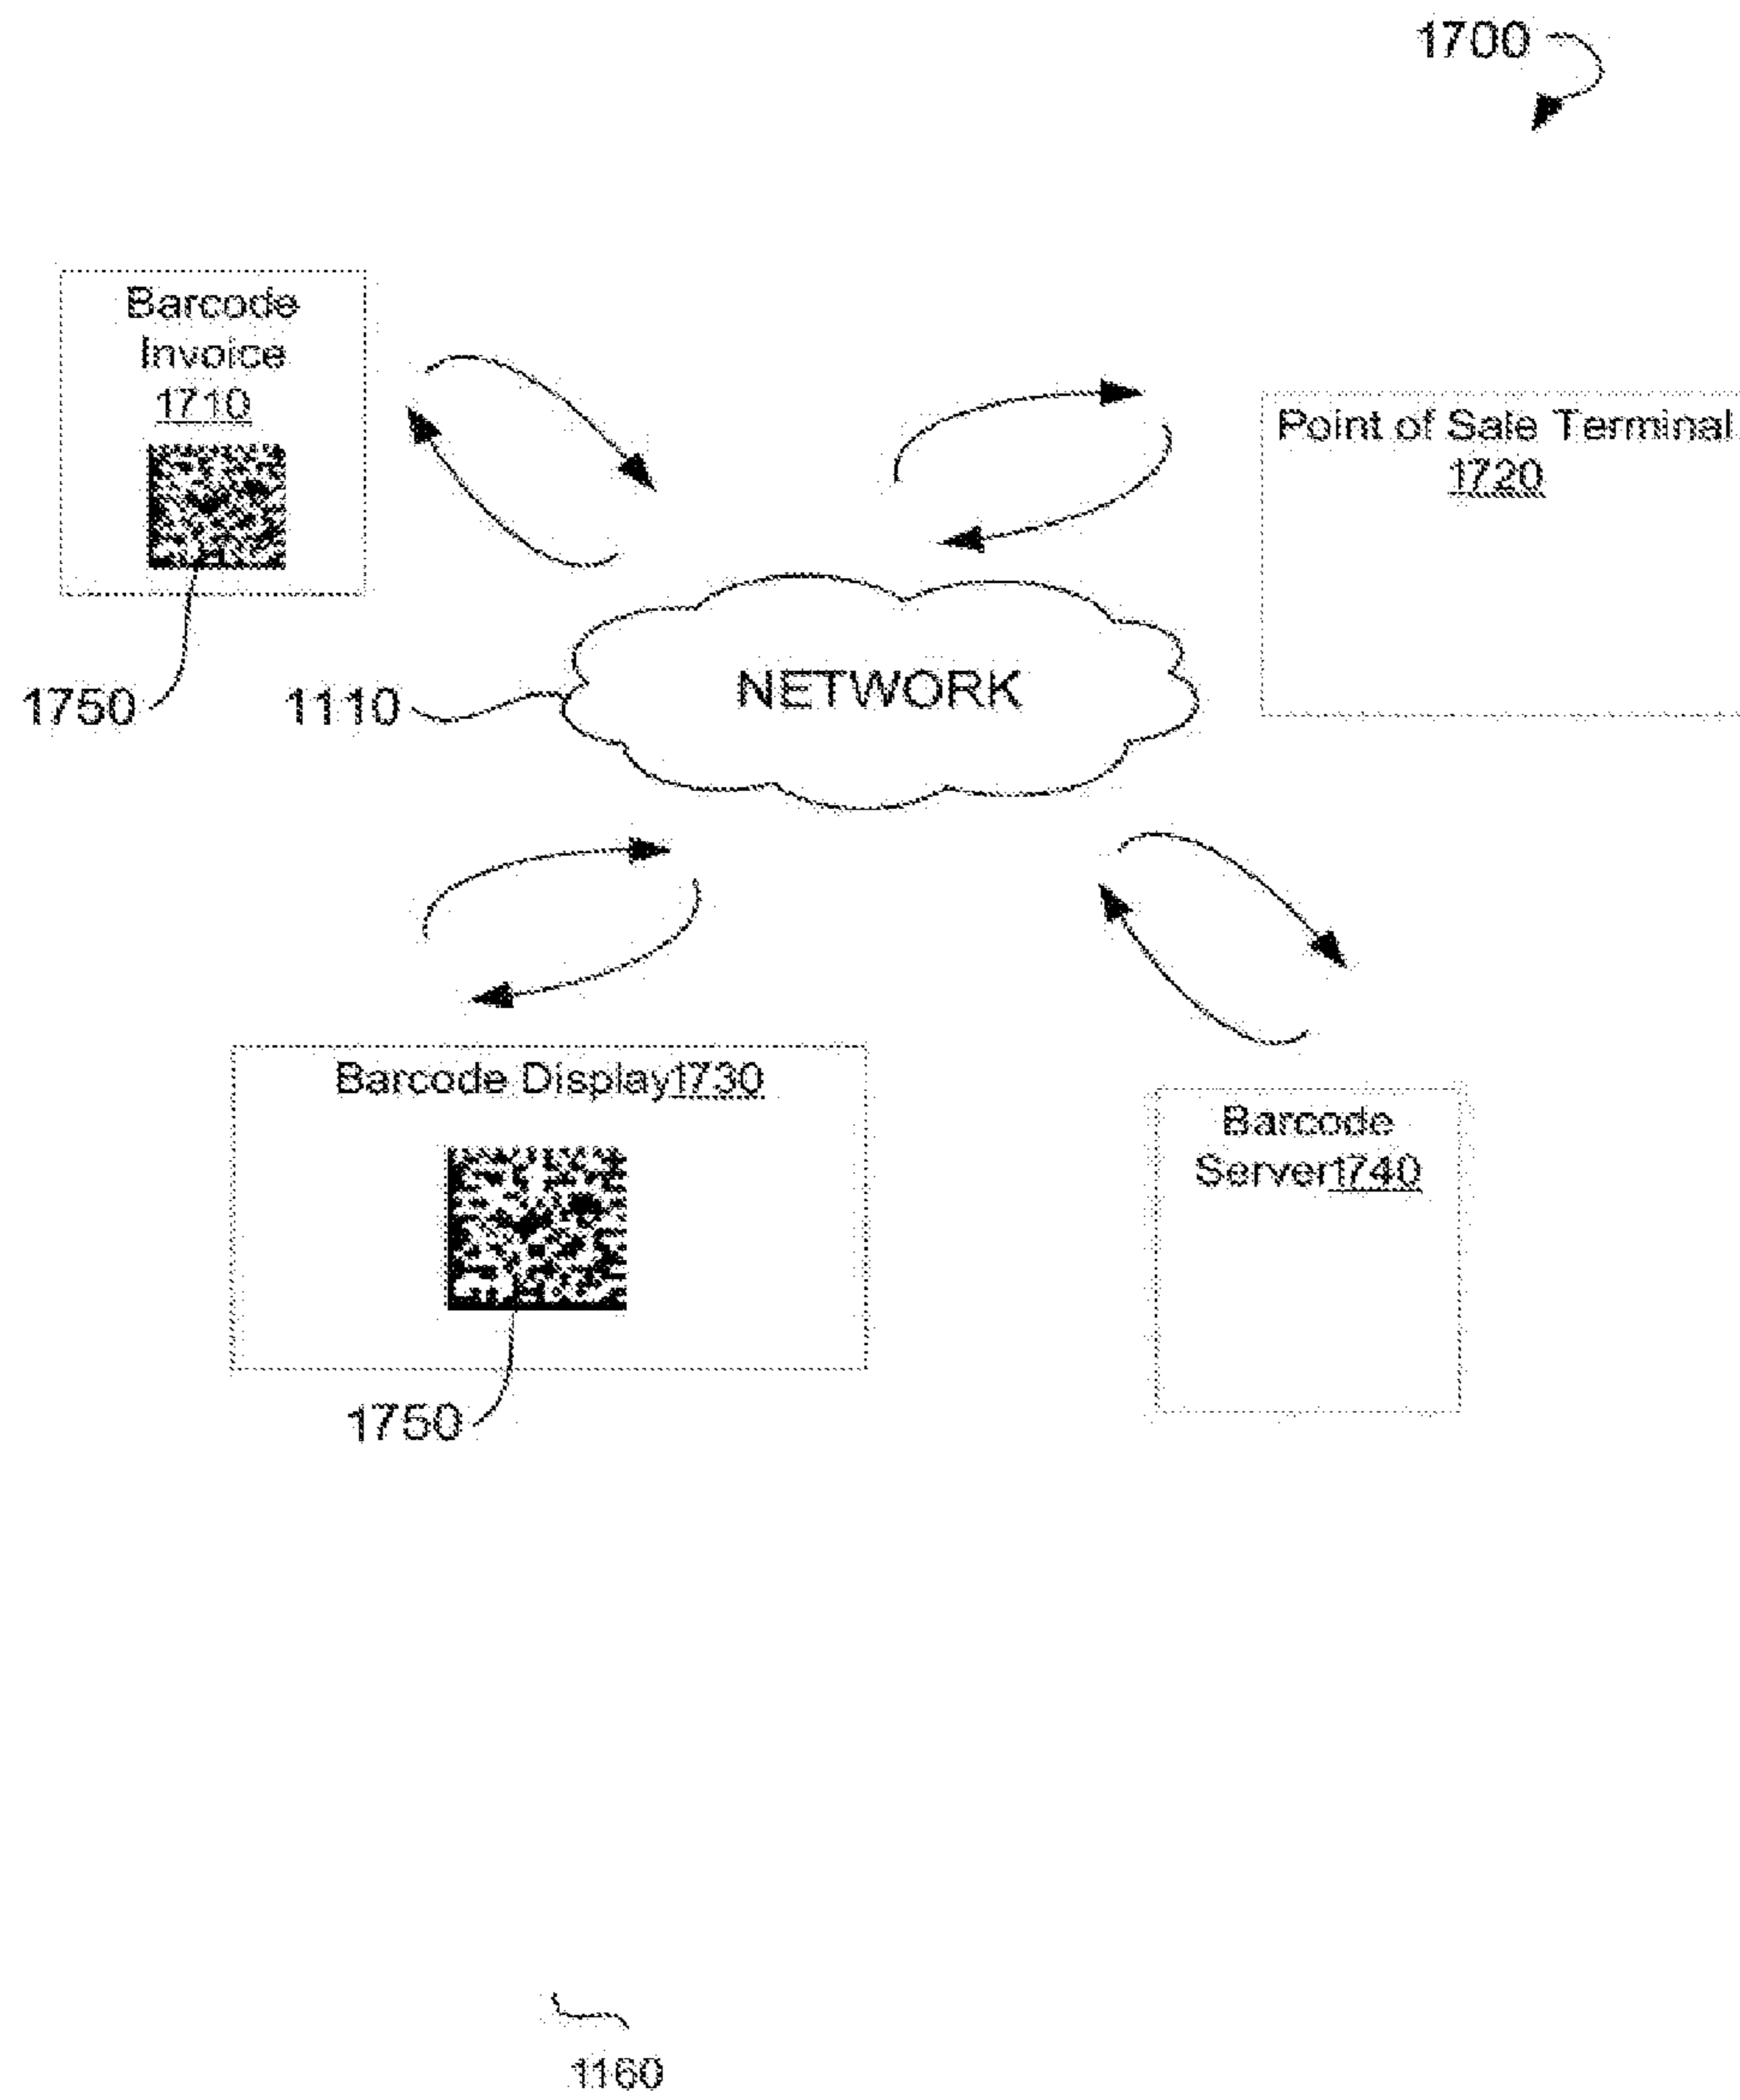 1700
Barcode
Invoice
1710
Point of Sale Terminal
1720
1750
1110
NETWORK
Barcode Display1730
Barcode
Server1740
1750
1160